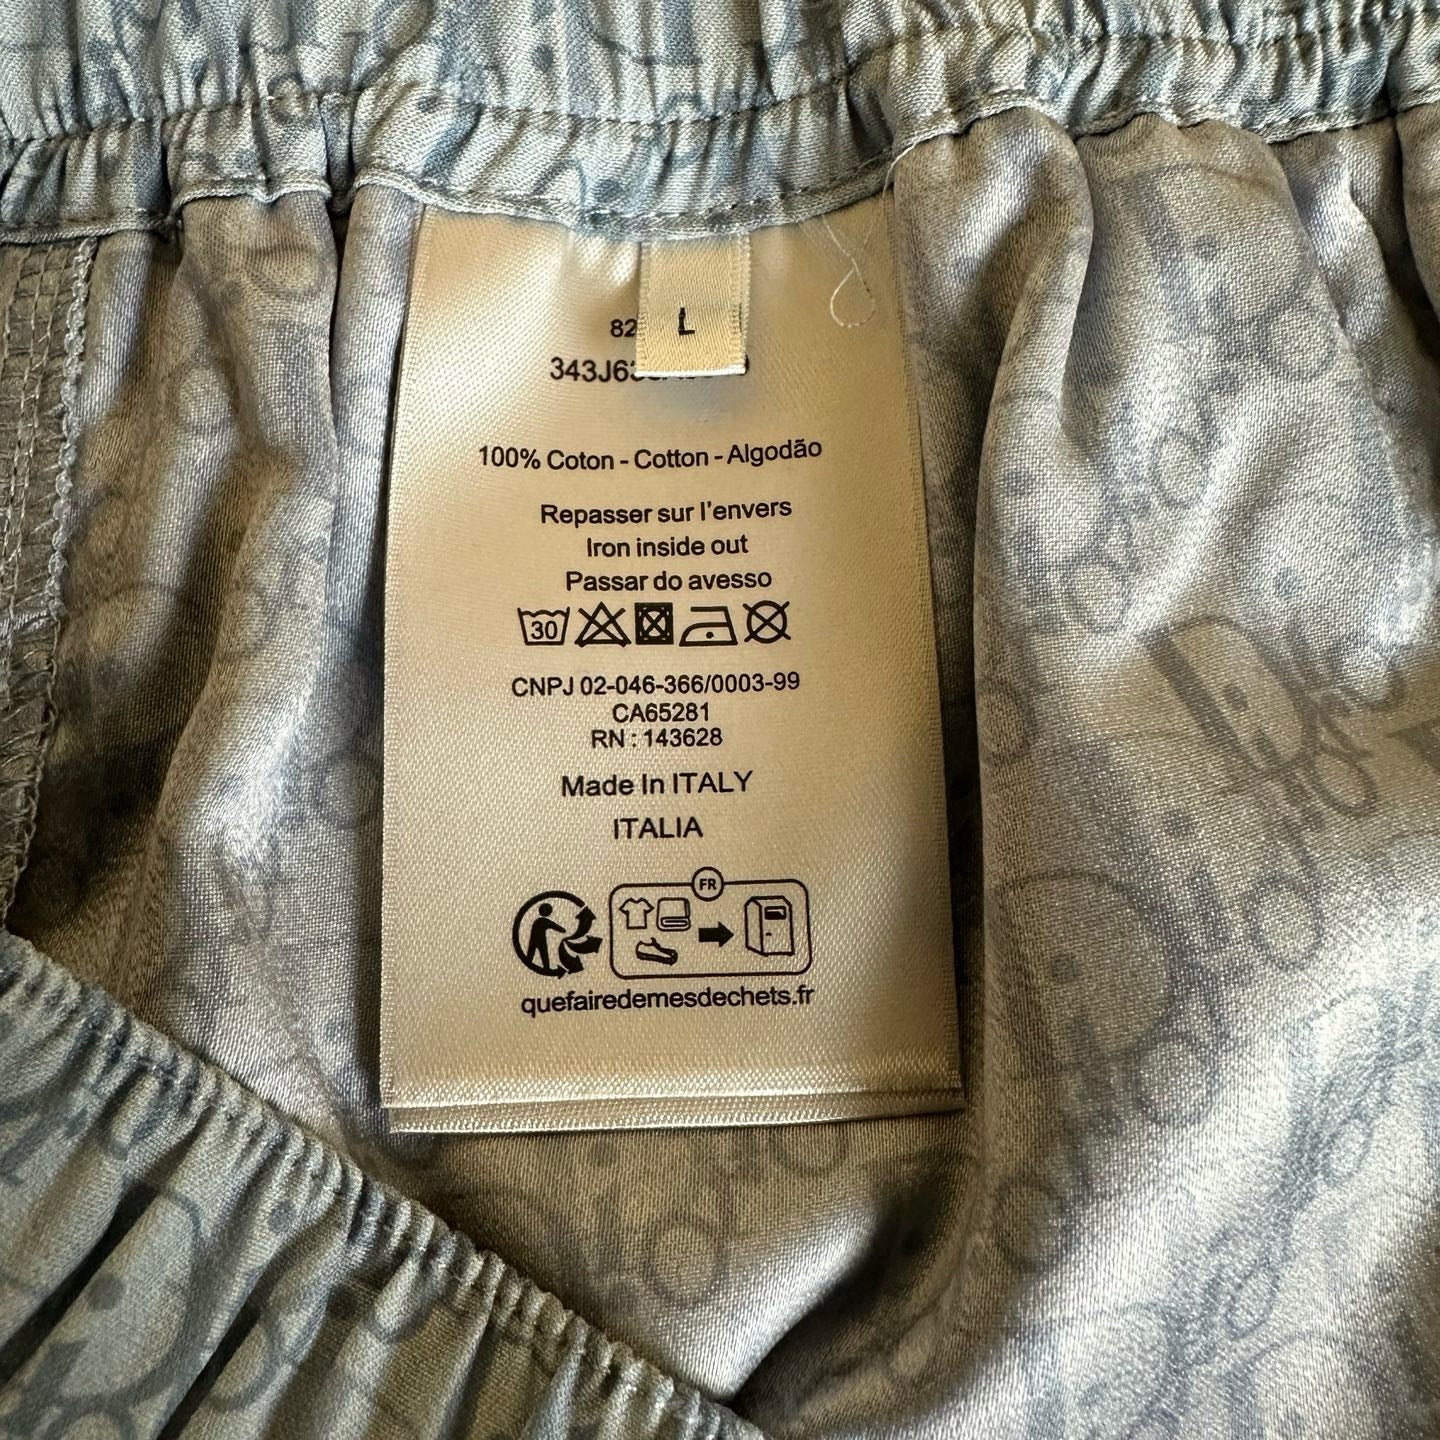 L
82
343J63
100% Coton - Cotton - Algodão
Repasser sur l'envers
Iron inside out
Passar do avesso
30
CNPJ 02-046-366/0003-99
CA65281
RN : 143628
Made In ITALY
ITALIA
FR
quefairedemesdechets.fr